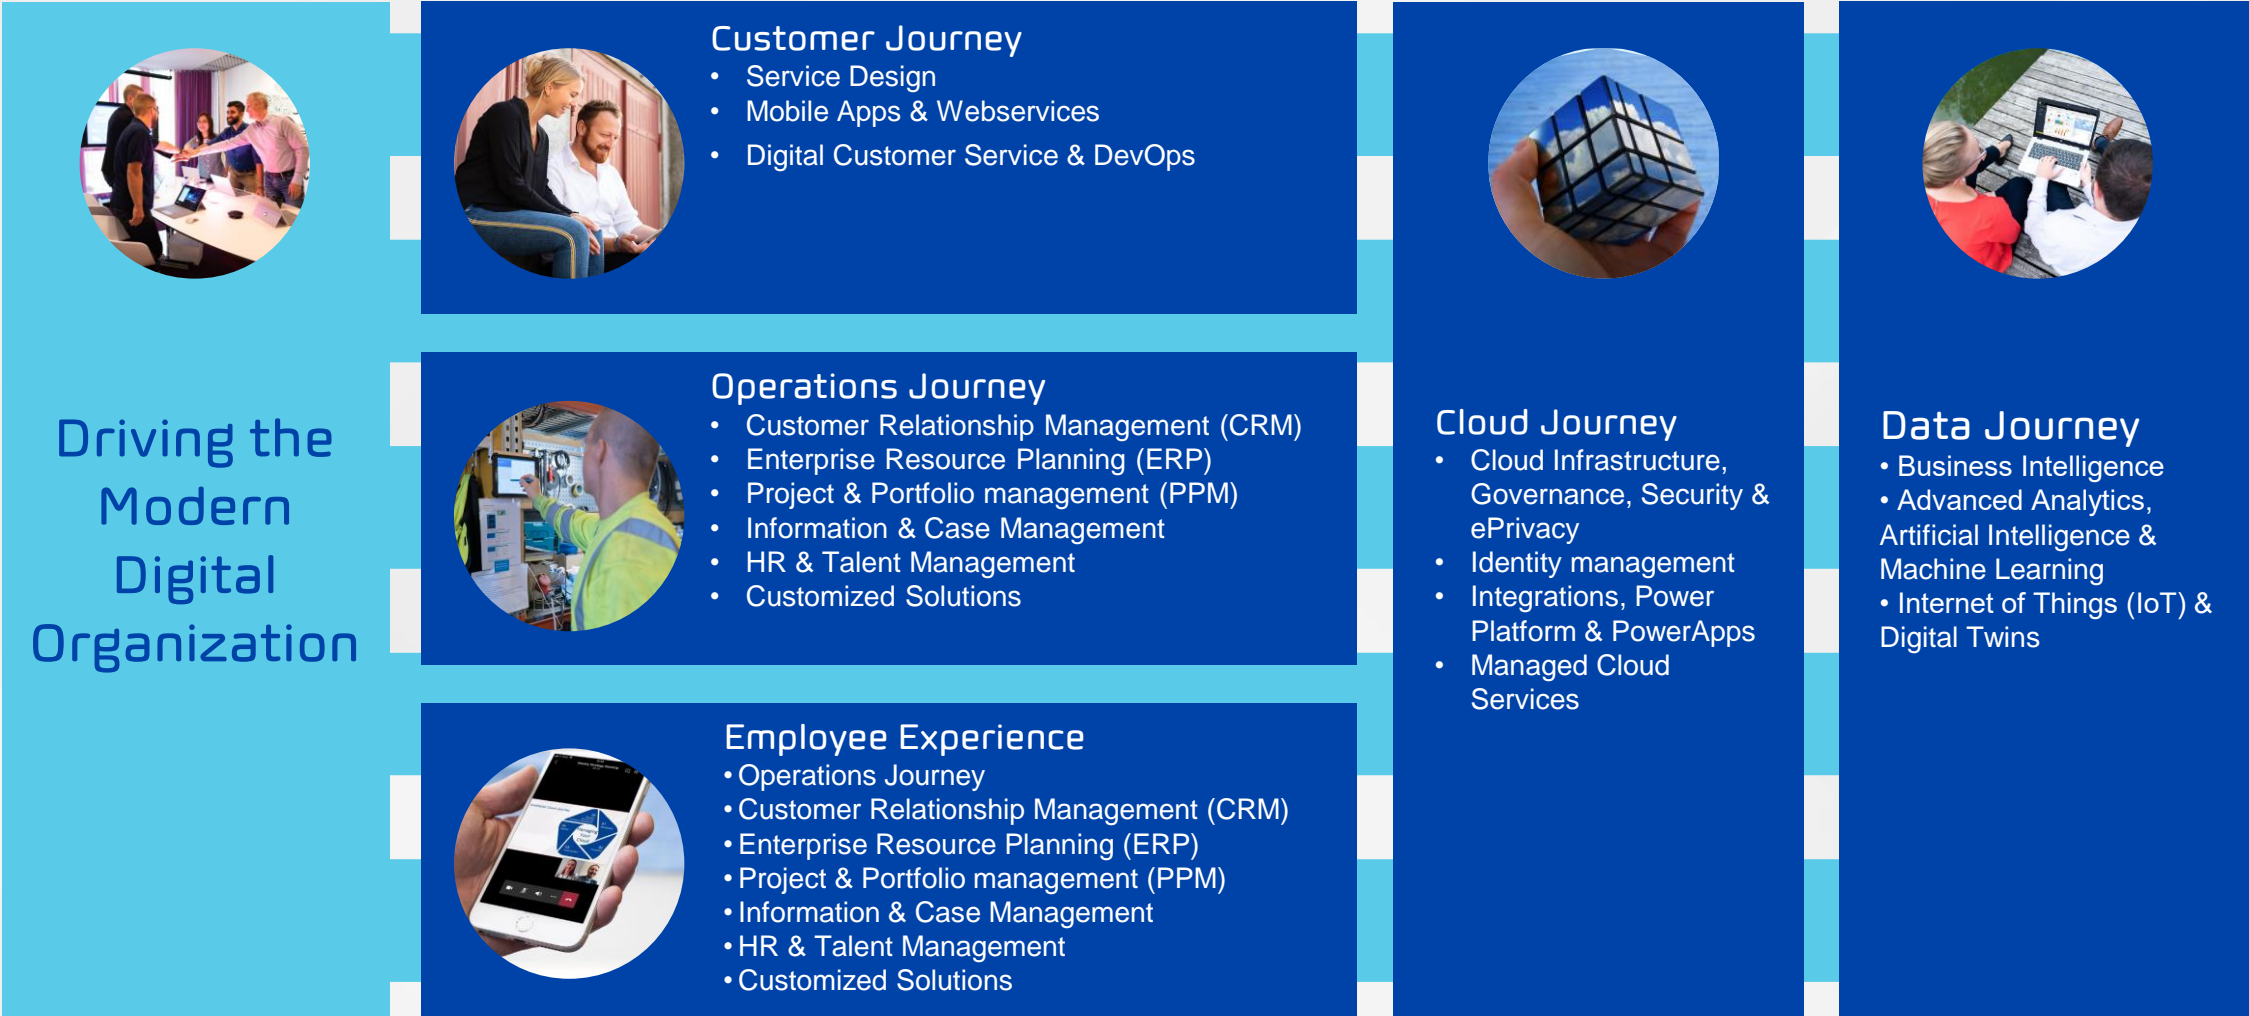 Driving the
Modern
Digital
Organization
Customer Journey
• Service Design
• Mobile Apps & Webservices
• Digital Customer Service & DevOps
Operations Journey
• Customer Relationship Management (CRM)
• Enterprise Resource Planning (ERP)
• Project & Portfolio management (PPM)
• Information & Case Management
• HR & Talent Management
• Customized Solutions
Employee Experience
• Operations Journey
• Customer Relationship Management (CRM)
• Enterprise Resource Planning (ERP)
• Project & Portfolio management (PPM)
• Information & Case Management
• HR & Talent Management
• Customized Solutions
Cloud Journey
• Cloud Infrastructure,
Governance, Security &
ePrivacy
• Identity management
• Integrations, Power
Platform & PowerApps
• Managed Cloud
Services
Data Journey
• Business Intelligence
• Advanced Analytics,
Artificial Intelligence &
Machine Learning
• Internet of Things (IoT) &
Digital Twins